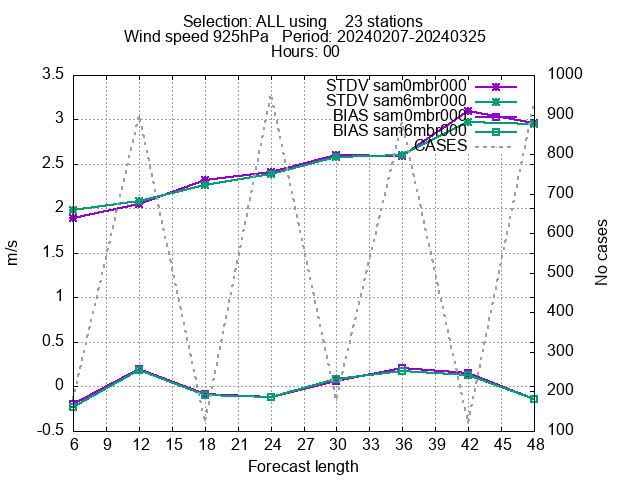 Selection: ALL using    23 stations
Wind speed 925hPa   Period: 20240207-20240325
Hours: 00
3.5
3
2.5
2
1.5
1
0.5
0
-0.5
m/s
STDV sam0mbr000
STDV sam6mbr000
BIAS sam0mbr000
BIAS sam6mbr000
CASES
1000
900
800
700
600
500
400
300
200
100
No cases
6 12 15 18 21 24 27 30 33 36 39 42 45 48
9
Forecast length